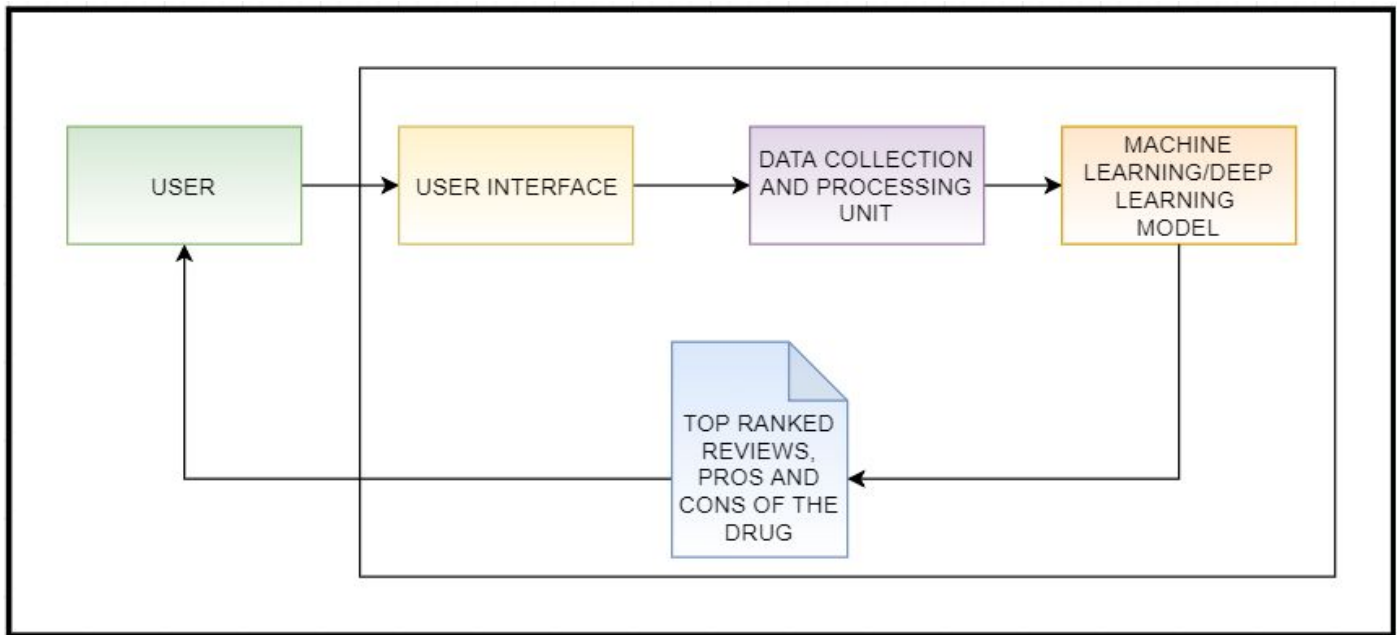 USER
USER INTERFACE
DATA COLLECTION
AND PROCESSING
UNIT
MACHINE
LEARNING/DEEP
LEARNING
MODEL
TOP RANKED
REVIEWS,
PROS AND
CONS OF THE
DRUG